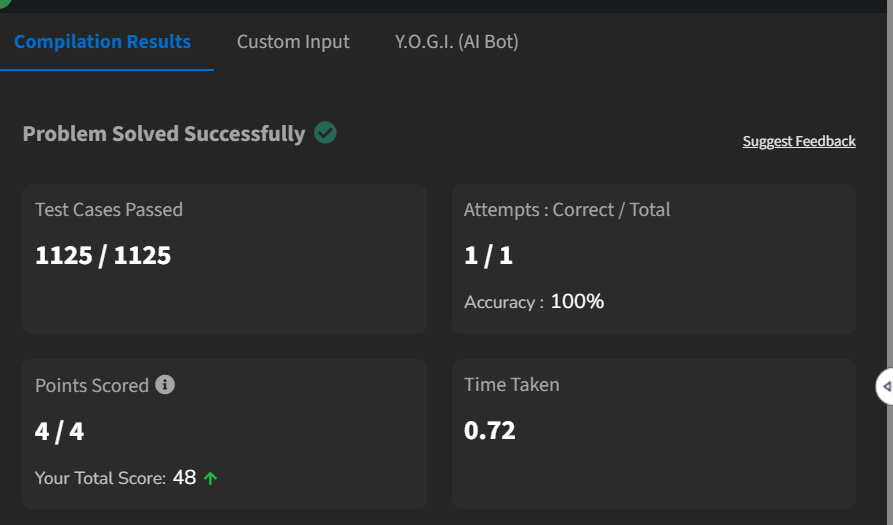 Compilation Results Custom Input Y.O.G.I. (AI Bot)
Problem Solved Successfully
Suggest Feedback
Test Cases Passed
1125 / 1125
Attempts : Correct / Total
1 / 1
Accuracy : 100%
Points Scored
4 / 4
Your Total Score: 48
Time Taken
0.72